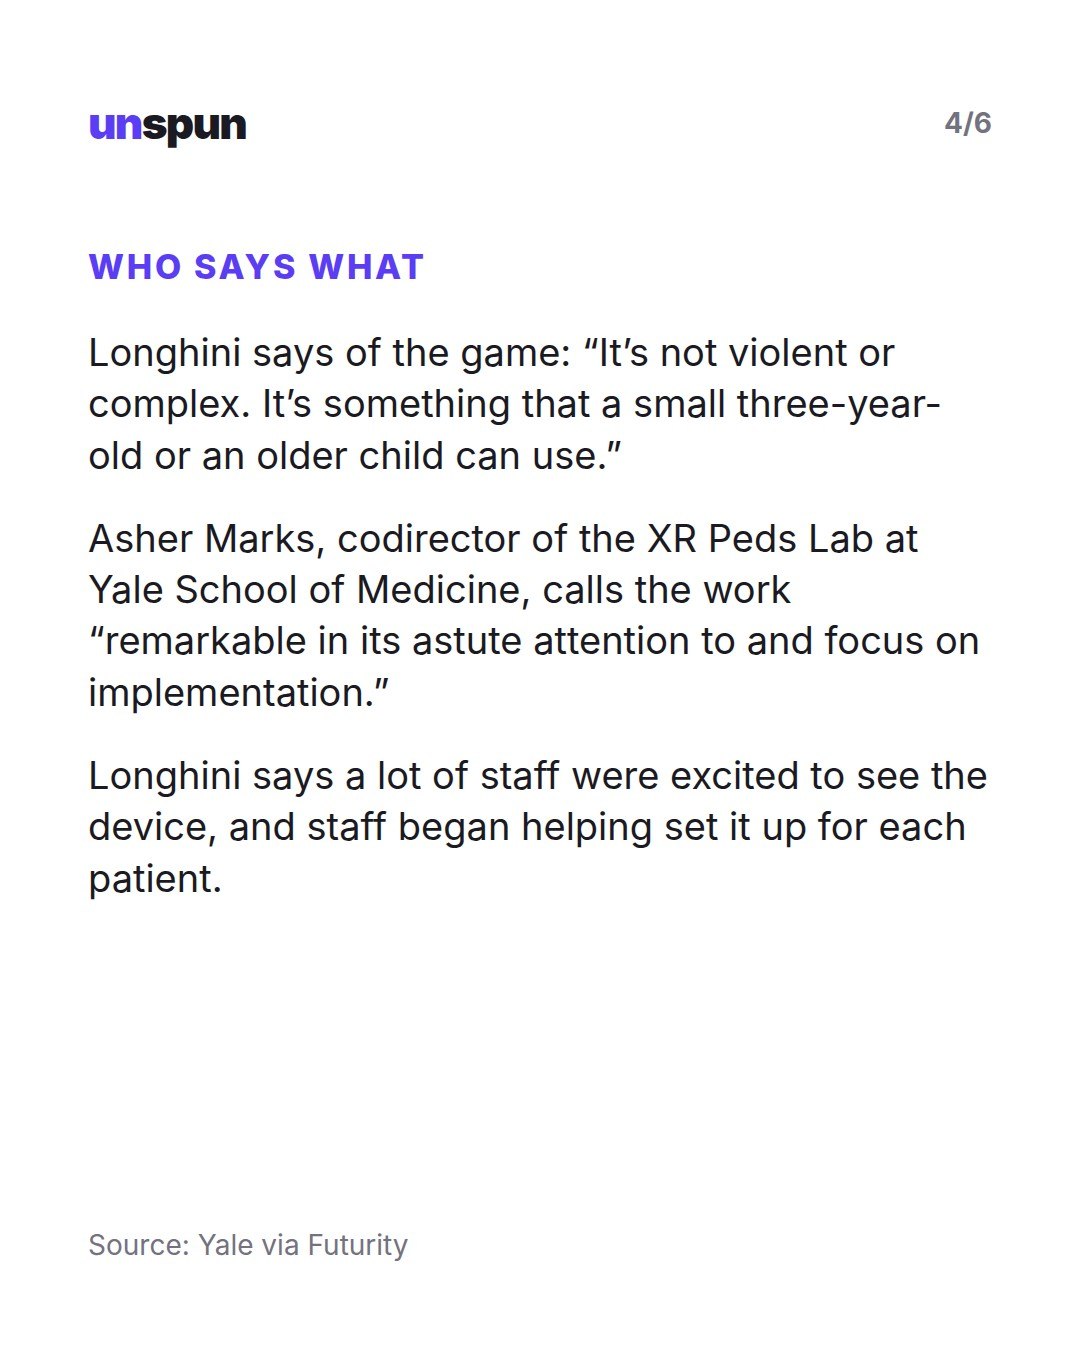 unspun
4/6
WHO SAYS WHAT
Longhini says of the game: “It’s not violent or
complex. It’s something that a small three-year-
old or an older child can use.”
Asher Marks, codirector of the XR Peds Lab at
Yale School of Medicine, calls the work
“remarkable in its astute attention to and focus on
implementation.”
Longhini says a lot of staff were excited to see the
device, and staff began helping set it up for each
patient.
Source: Yale via Futurity